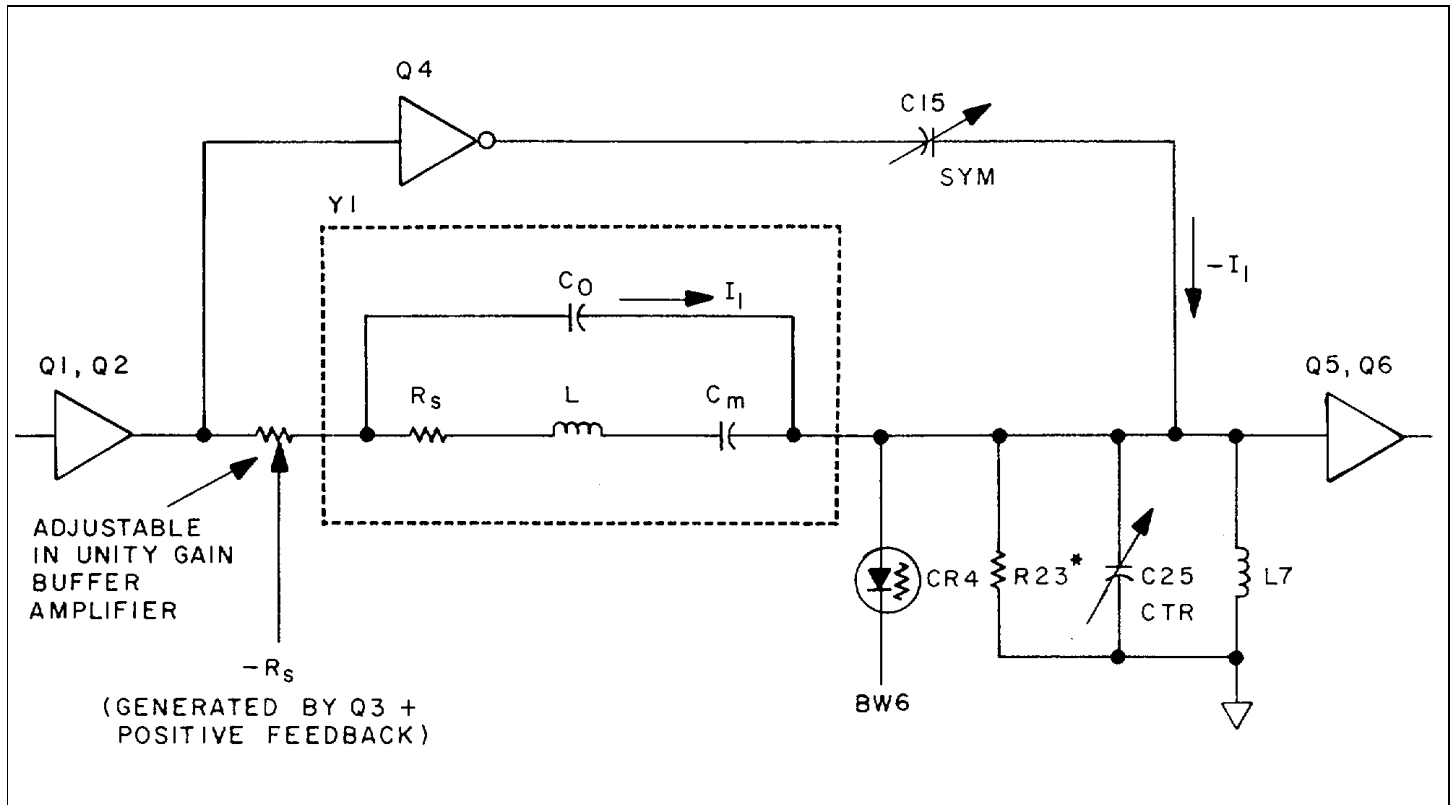 Q4
C15
SYM
Y1
-I1
C0
I1
Q1, Q2
Q5, Q6
Rs
L
Cm
ADJUSTABLE
IN UNITY GAIN
BUFFER
AMPLIFIER
CR4
R23*
C25
CTR
L7
-Rs
BW6
(GENERATED BY Q3 +
POSITIVE FEEDBACK)